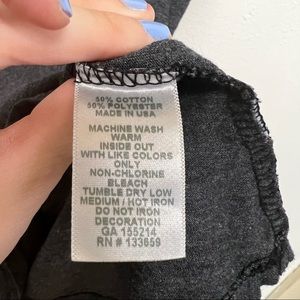 50% COTTON
50% POLYESTER
MADE IN USA
MACHINE WASH
WARM
INSIDE OUT
WITH LIKE COLORS
ONLY
NON-CHLORINE
BLEACH
TUMBLE DRY LOW
MEDIUM / HOT IRON
DO NOT IRON
DECORATION
GA 155214
RN # 133659